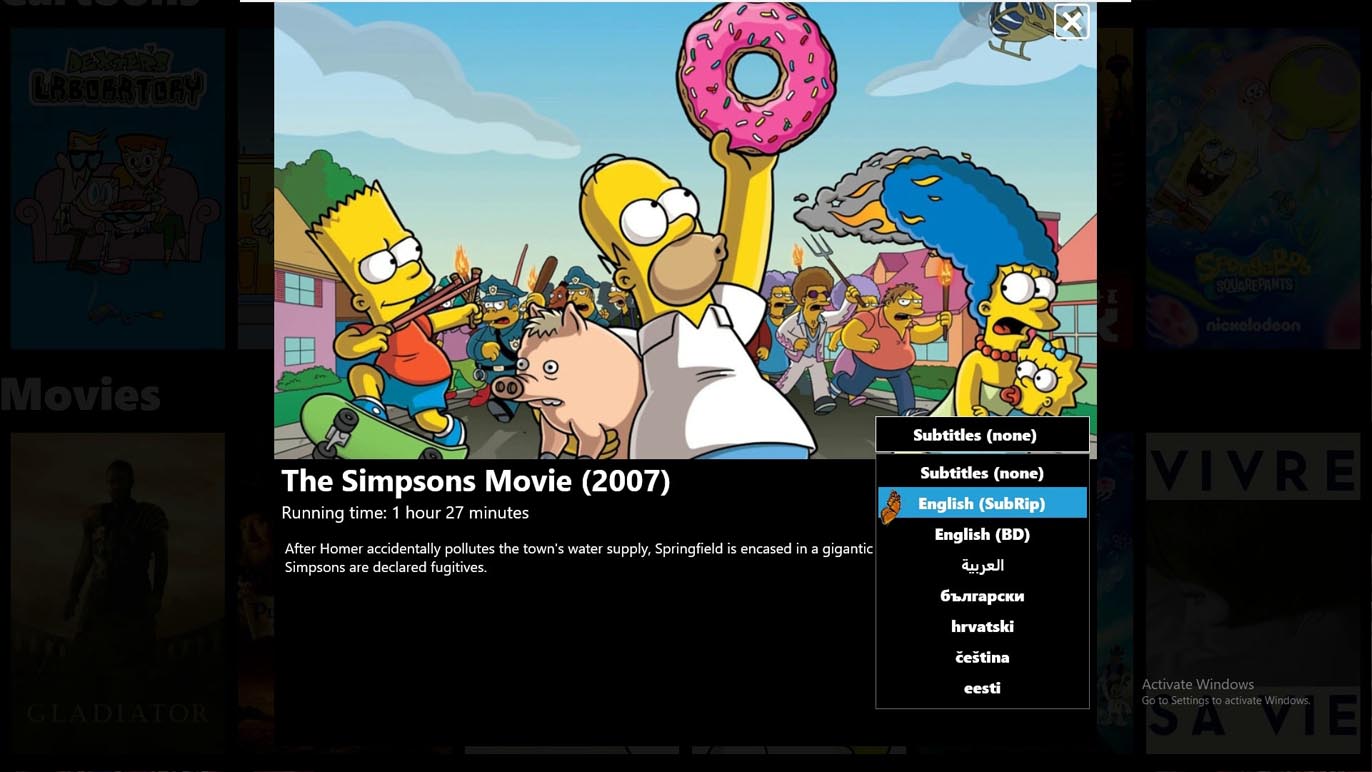 Cartoons
DEXTER'S
LABORATORY
SPONGEBOB
SQUAREPANTS
nickelodeon
Movies
GLADIATOR
VIVRE
SA VIE
The Simpsons Movie (2007)
Running time: 1 hour 27 minutes
After Homer accidentally pollutes the town's water supply, Springfield is encased in a gigantic
Simpsons are declared fugitives.
Subtitles (none)
Subtitles (none)
English (SubRip)
English (BD)
العربية
български
hrvatski
čeština
eesti
Activate Windows
Go to Settings to activate Windows.